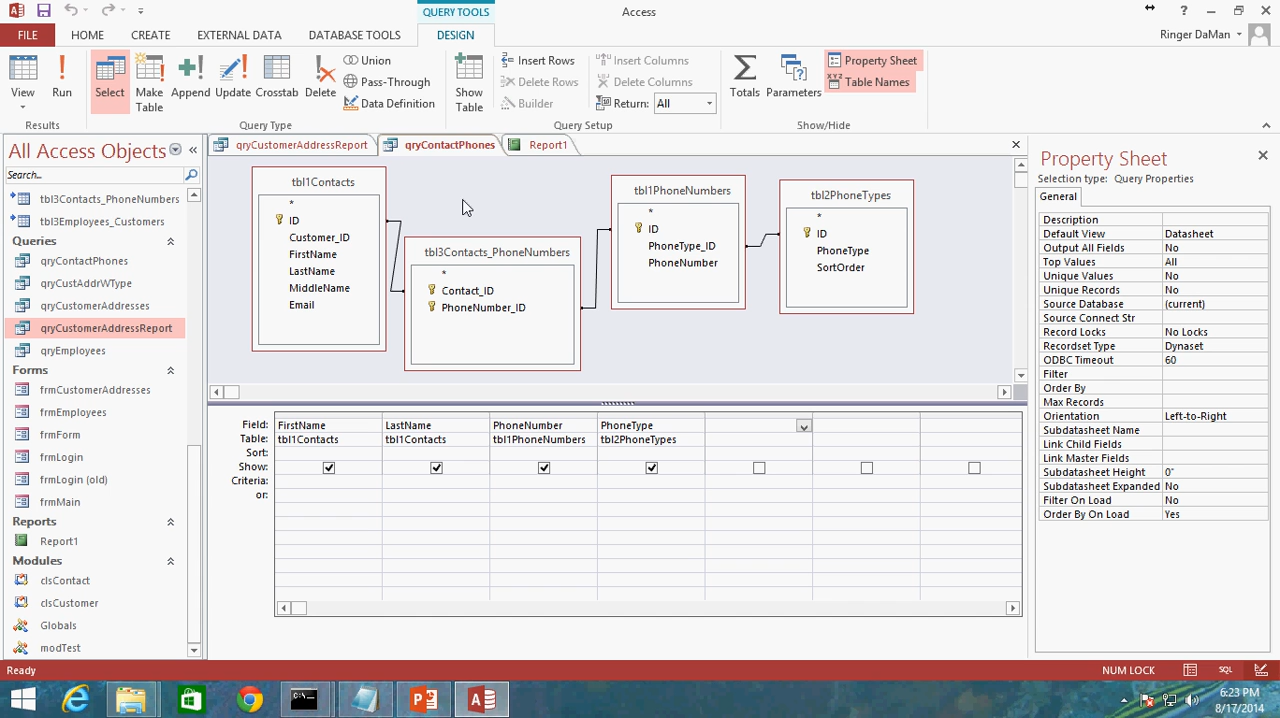 QUERY TOOLS
Access
?
FILE
HOME
CREATE
EXTERNAL DATA
DATABASE TOOLS
DESIGN
Ringer DaMan
View
Run
Select
Make Table
Append
Update
Crosstab
Delete
Union
Pass-Through
Data Definition
Show Table
Insert Rows
Delete Rows
Builder
Insert Columns
Delete Columns
Return: All
Totals
Parameters
Property Sheet
Table Names
Results
Query Type
Query Setup
Show/Hide
All Access Objects
Search...
tbl3Contacts_PhoneNumbers
tbl3Employees_Customers
Queries
qryContactPhones
qryCustAddrWType
qryCustomerAddresses
qryCustomerAddressReport
qryEmployees
Forms
frmCustomerAddresses
frmEmployees
frmForm
frmLogin
frmLogin (old)
frmMain
Reports
Report1
Modules
clsContact
clsCustomer
Globals
modTest
qryCustomerAddressReport
qryContactPhones
Report1
tbl1Contacts
*
ID
Customer_ID
FirstName
LastName
MiddleName
Email
tbl3Contacts_PhoneNumbers
*
Contact_ID
PhoneNumber_ID
tbl1PhoneNumbers
*
ID
PhoneType_ID
PhoneNumber
tbl2PhoneTypes
*
ID
PhoneType
SortOrder
Field: FirstName LastName PhoneNumber PhoneType
Table: tbl1Contacts tbl1Contacts tbl1PhoneNumbers tbl2PhoneTypes
Sort:
Show:
Criteria:
or:
Property Sheet
Selection type: Query Properties
General
Description
Default View Datasheet
Output All Fields No
Top Values All
Unique Values No
Unique Records No
Source Database (current)
Source Connect Str
Record Locks No Locks
Recordset Type Dynaset
ODBC Timeout 60
Filter
Order By
Max Records
Orientation Left-to-Right
Subdatasheet Name
Link Child Fields
Link Master Fields
Subdatasheet Height 0"
Subdatasheet Expanded No
Filter On Load No
Order By On Load Yes
Ready
NUM LOCK
SQL
6:23 PM
8/17/2014